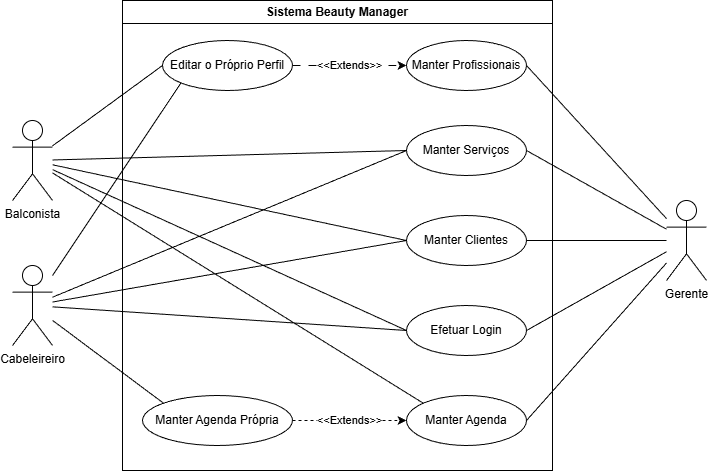 Sistema Beauty Manager
Editar o Próprio Perfil
<<Extends>>
Manter Profissionais
Manter Serviços
Balconista
Manter Clientes
Gerente
Efetuar Login
Cabeleireiro
Manter Agenda Própria
<<Extends>>
Manter Agenda